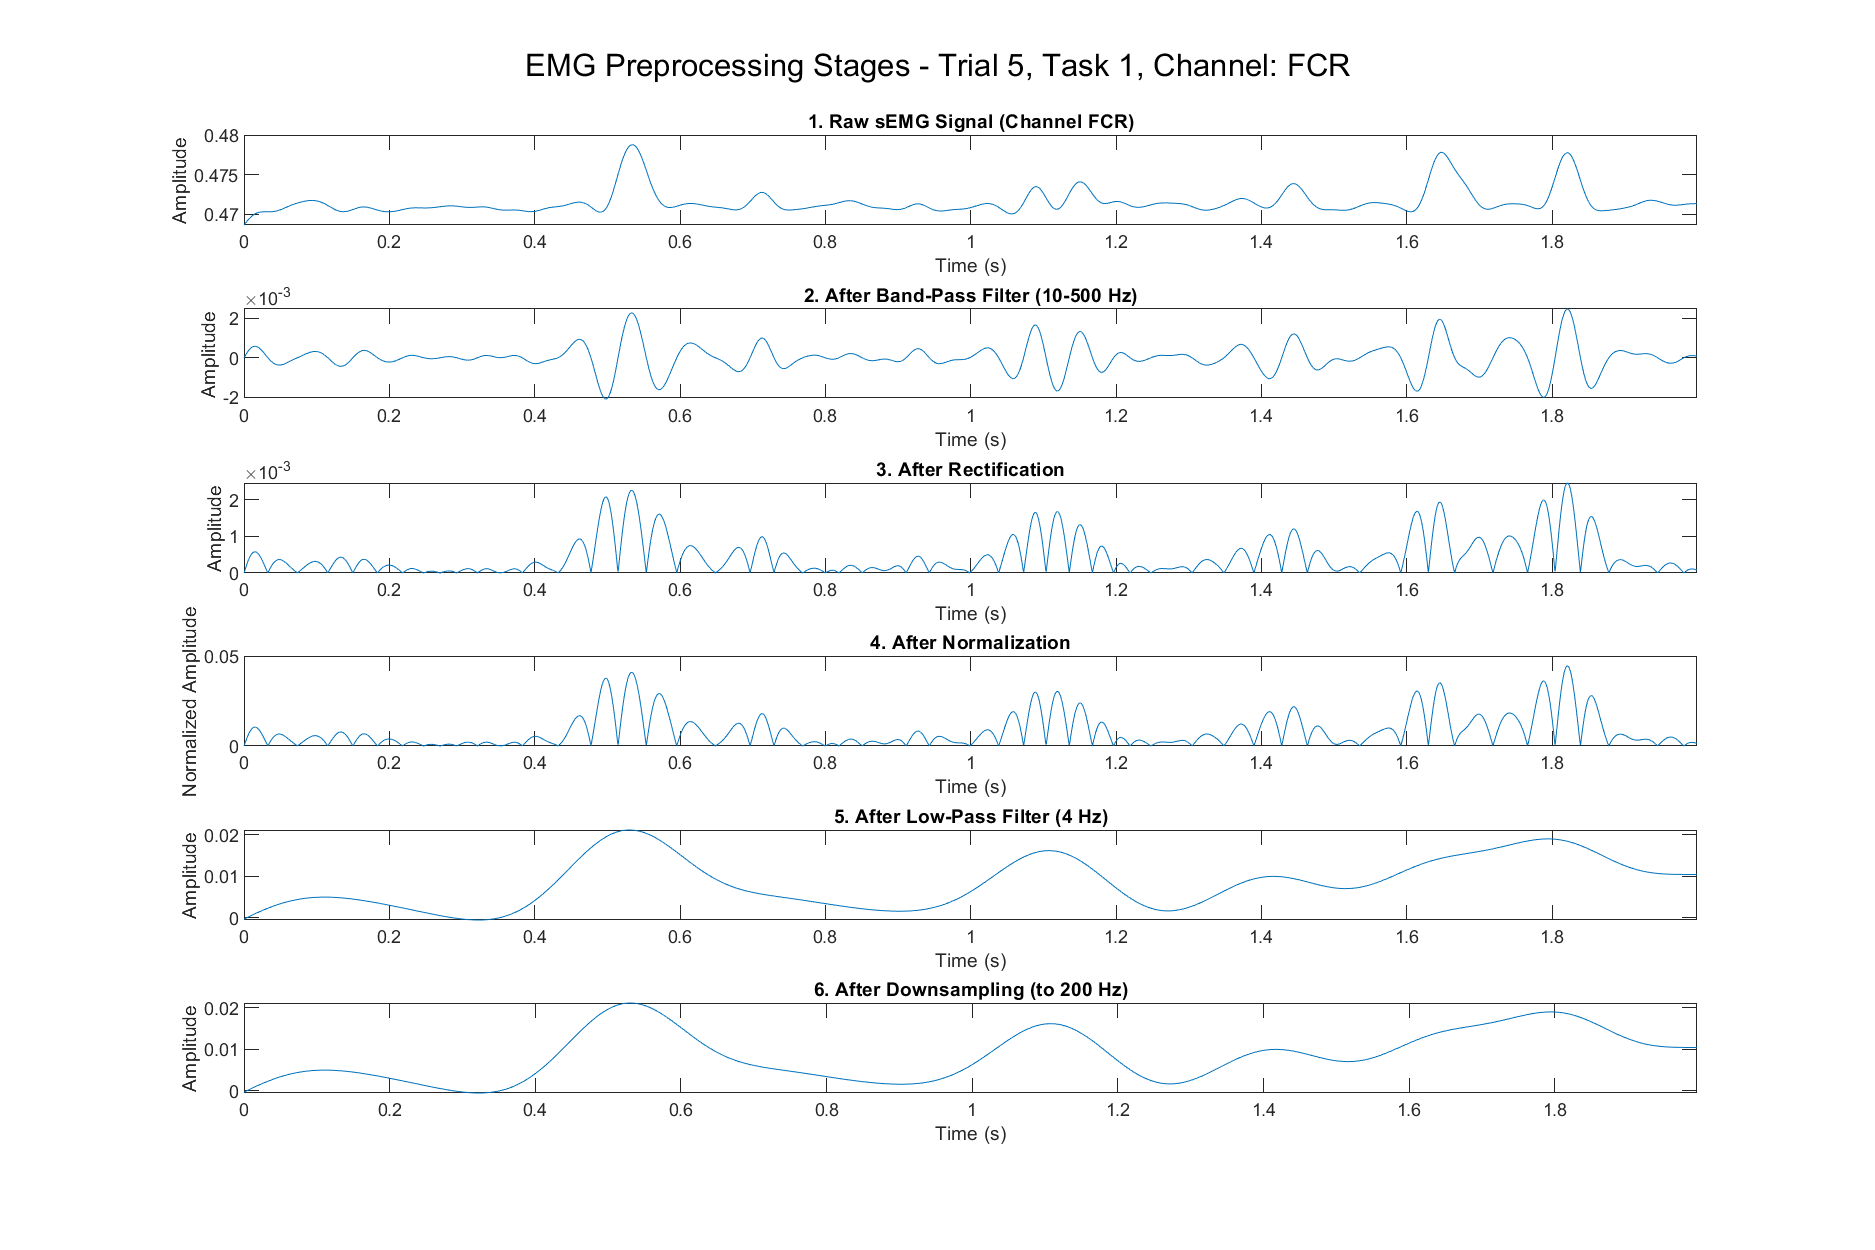 EMG Preprocessing Stages - Trial 5, Task 1, Channel: FCR
1. Raw sEMG Signal (Channel FCR)
Amplitude
0.48
0.475
0.47
0 0.2 0.4 0.6 0.8 1 1.2 1.4 1.6 1.8
Time (s)
2. After Band-Pass Filter (10-500 Hz)
×10-3
Amplitude
2
0
-2
0 0.2 0.4 0.6 0.8 1 1.2 1.4 1.6 1.8
Time (s)
3. After Rectification
×10-3
Amplitude
2
1
0
0 0.2 0.4 0.6 0.8 1 1.2 1.4 1.6 1.8
Time (s)
4. After Normalization
Normalized Amplitude
0.05
0
0 0.2 0.4 0.6 0.8 1 1.2 1.4 1.6 1.8
Time (s)
5. After Low-Pass Filter (4 Hz)
Amplitude
0.02
0.01
0
0 0.2 0.4 0.6 0.8 1 1.2 1.4 1.6 1.8
Time (s)
6. After Downsampling (to 200 Hz)
Amplitude
0.02
0.01
0
0 0.2 0.4 0.6 0.8 1 1.2 1.4 1.6 1.8
Time (s)